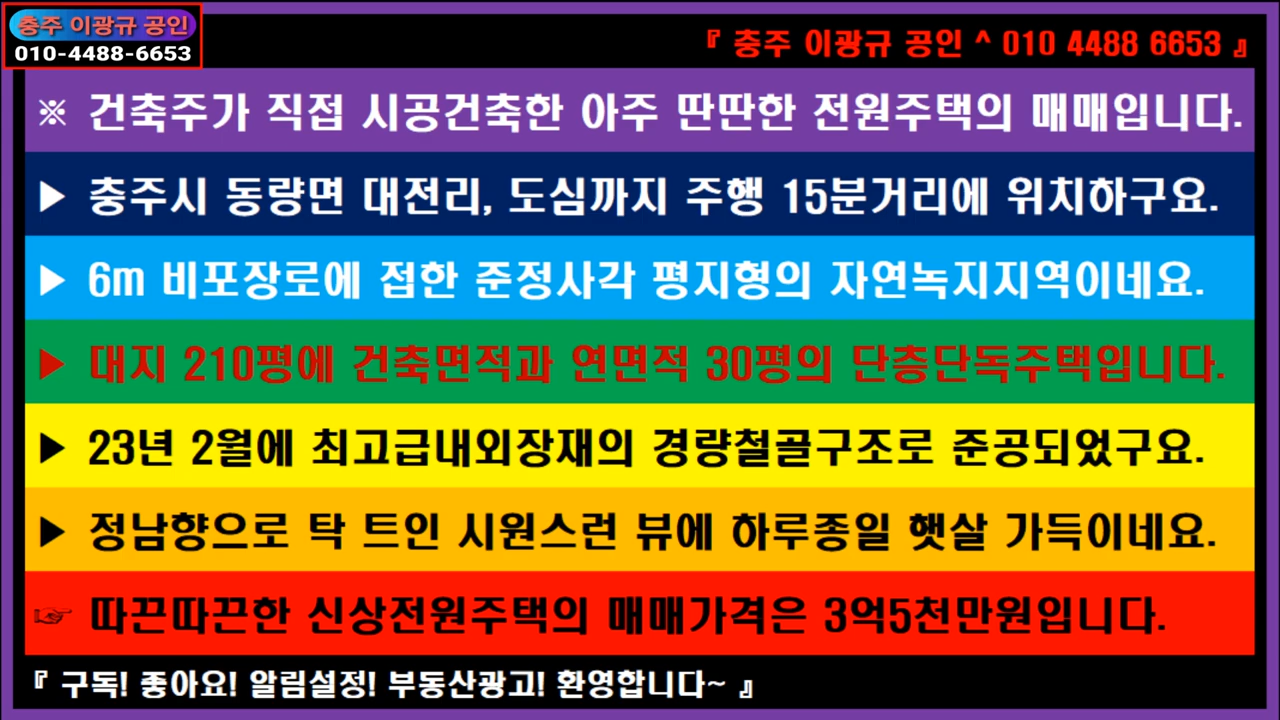 충주 이광규 공인
010-4488-6653
『 충주 이광규 공인 ^ 010 4488 6653 』
※ 건축주가 직접 시공건축한 아주 딴딴한 전원주택의 매매입니다.
▶ 충주시 동량면 대전리, 도심까지 주행 15분거리에 위치하구요.
▶ 6m 비포장로에 접한 준정사각 평지형의 자연녹지지역이네요.
▶ 대지 210평에 건축면적과 연면적 30평의 단층단독주택입니다.
▶ 23년 2월에 최고급내외장재의 경량철골구조로 준공되었구요.
▶ 정남향으로 탁 트인 시원스런 뷰에 하루종일 햇살 가득이네요.
☞ 따끈따끈한 신상전원주택의 매매가격은 3억5천만원입니다.
『 구독! 좋아요! 알림설정! 부동산광고! 환영합니다~ 』